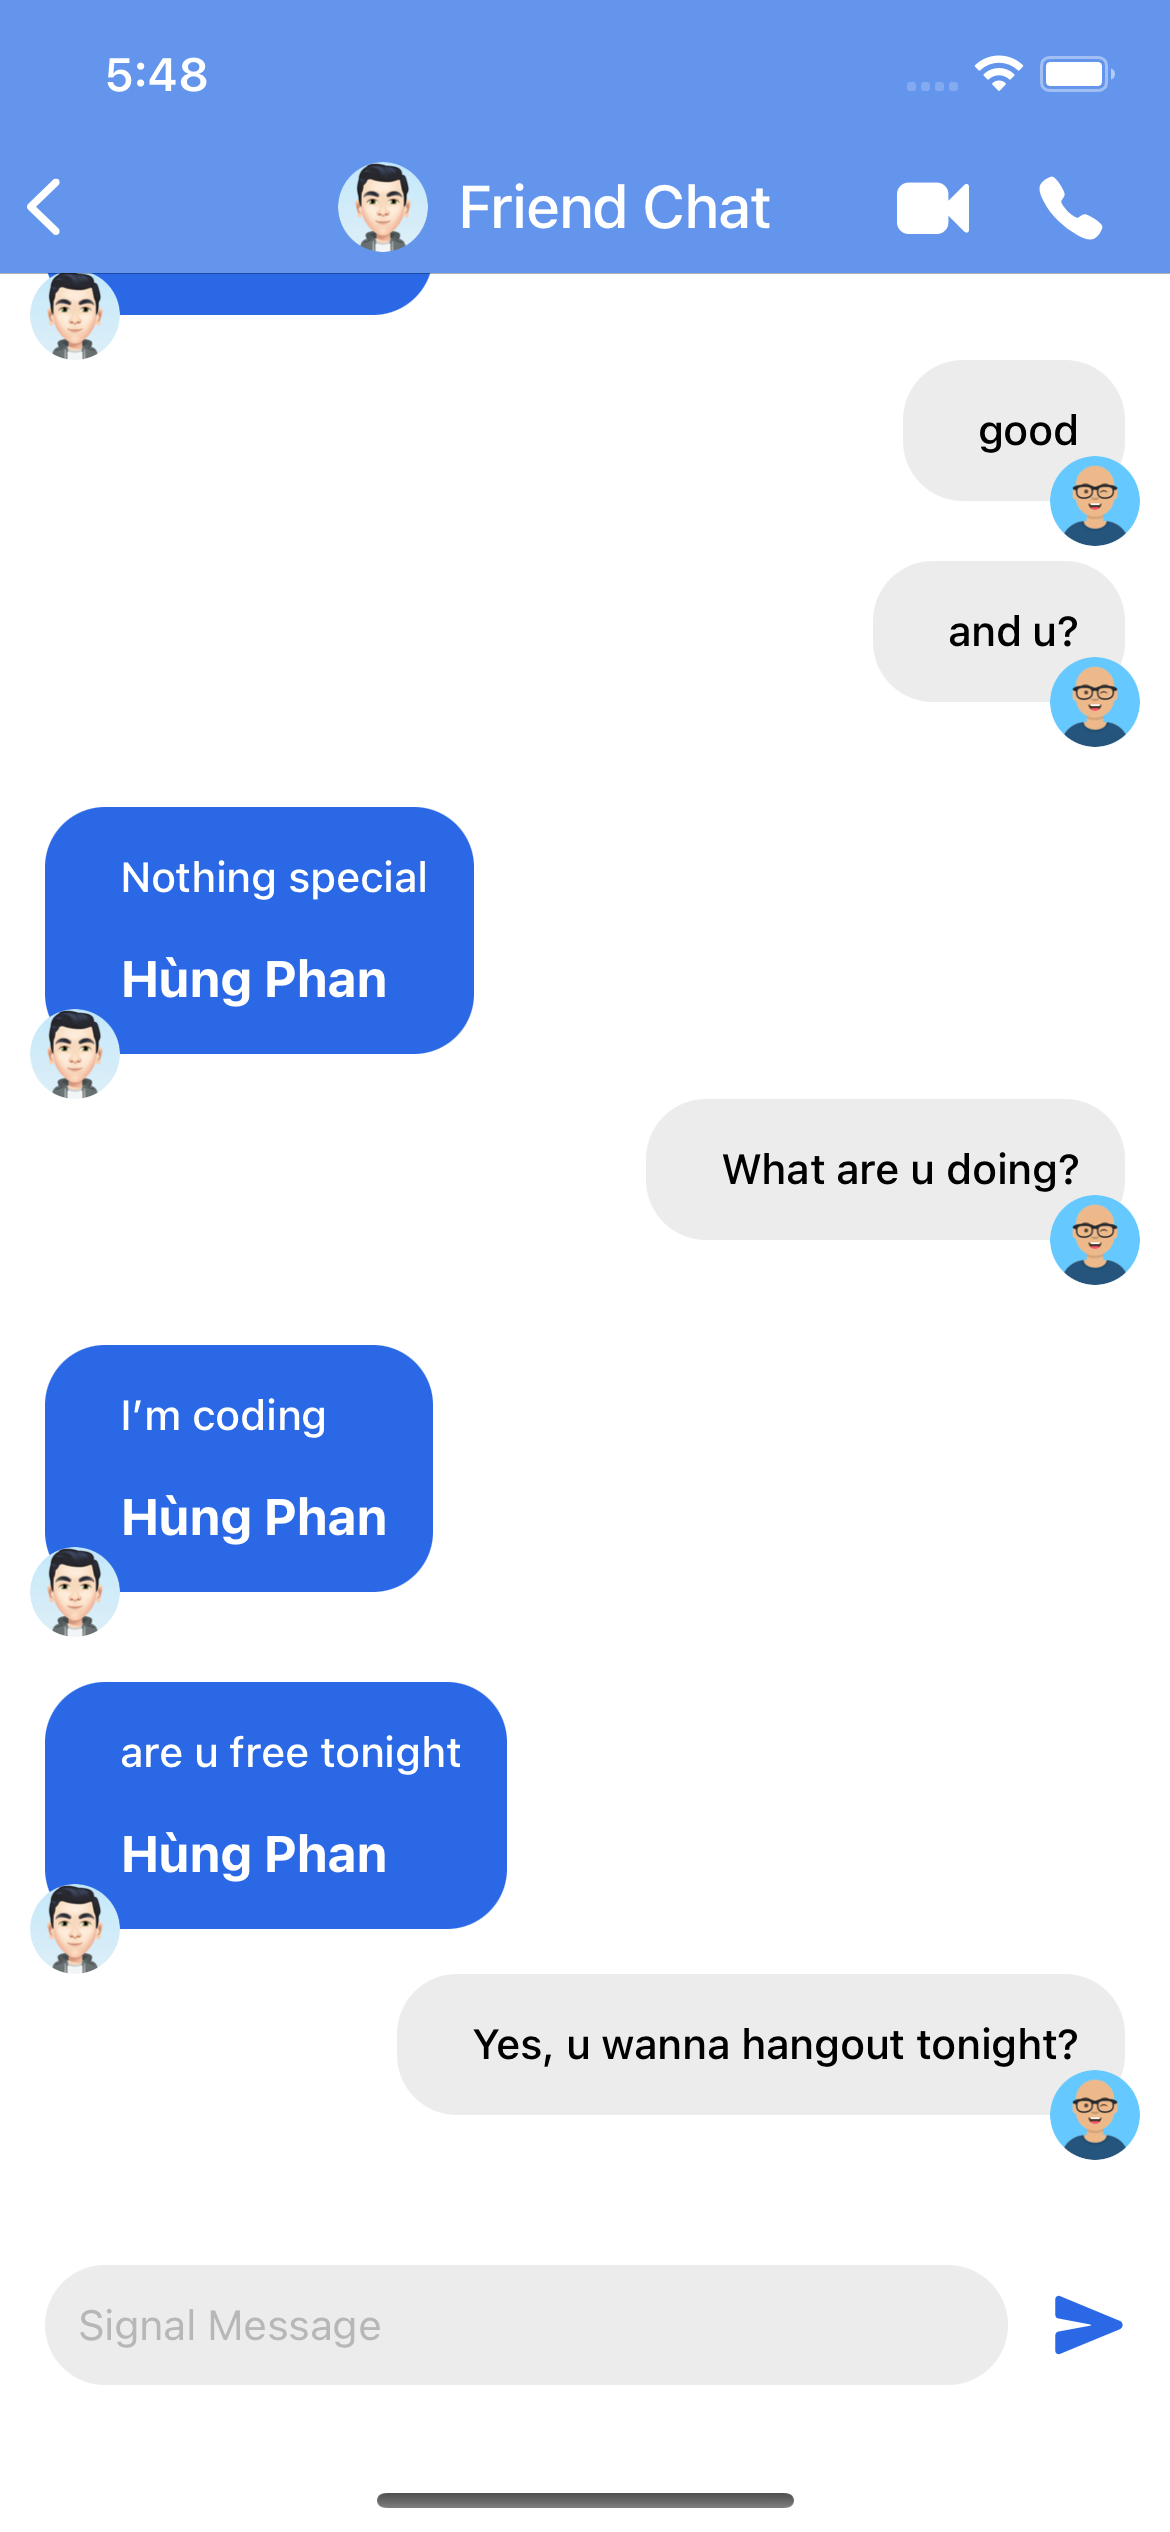 5:48
Friend Chat
good
and u?
Nothing special
Hùng Phan
What are u doing?
I'm coding
Hùng Phan
are u free tonight
Hùng Phan
Yes, u wanna hangout tonight?
Signal Message